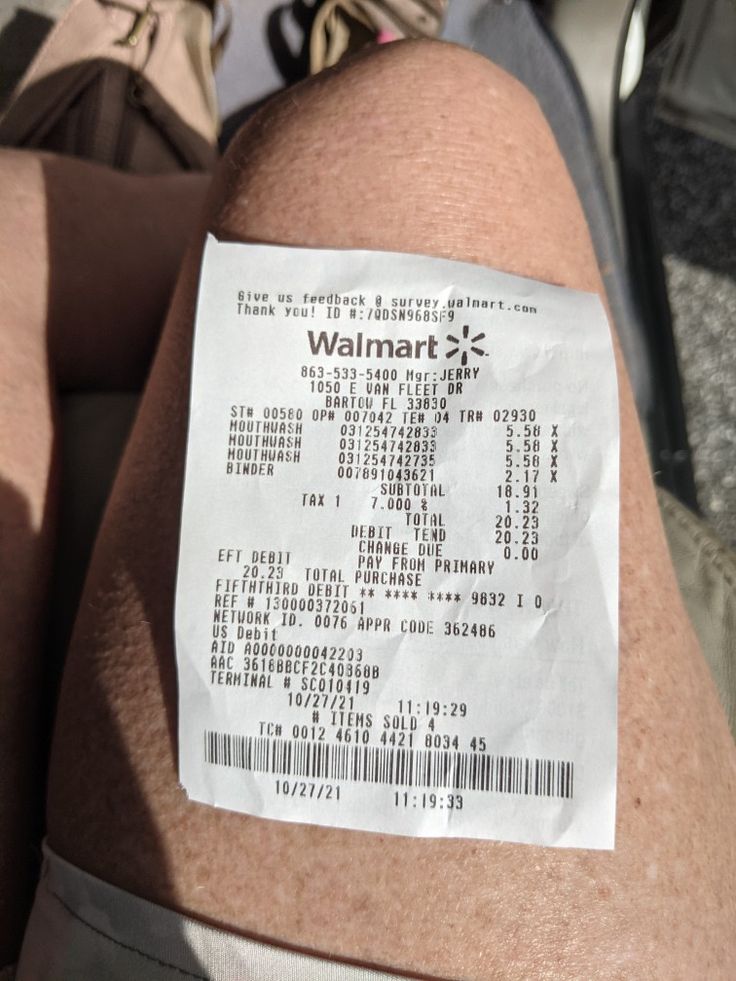 Give us feedback @ survey.walmart.com
Thank you! ID #:7QDSN968SF9
Walmart
863-533-5400 Mgr:JERRY
1050 E VAN FLEET DR
BARTOW FL 33830
ST# 00580 OP# 007042 TE# 04 TR# 02930
MOUTHWASH 031254742833 5.58 X
MOUTHWASH 031254742833 5.58 X
MOUTHWASH 031254742735 5.58 X
BINDER 007891043621 2.17 X
SUBTOTAL 18.91
TAX 1 7.000 % 1.32
TOTAL 20.23
DEBIT TEND 20.23
CHANGE DUE 0.00
EFT DEBIT PAY FROM PRIMARY
20.23 TOTAL PURCHASE
FIFTHTHIRD DEBIT ** **** **** 9832 I 0
REF # 130000372061
NETWORK ID. 0076 APPR CODE 362486
US Debit
AID A0000000042203
AAC 3618BBCF2C40B68B
TERMINAL # SC010419
10/27/21 11:19:29
# ITEMS SOLD 4
TC# 0012 4610 4421 8034 45
10/27/21 11:19:33